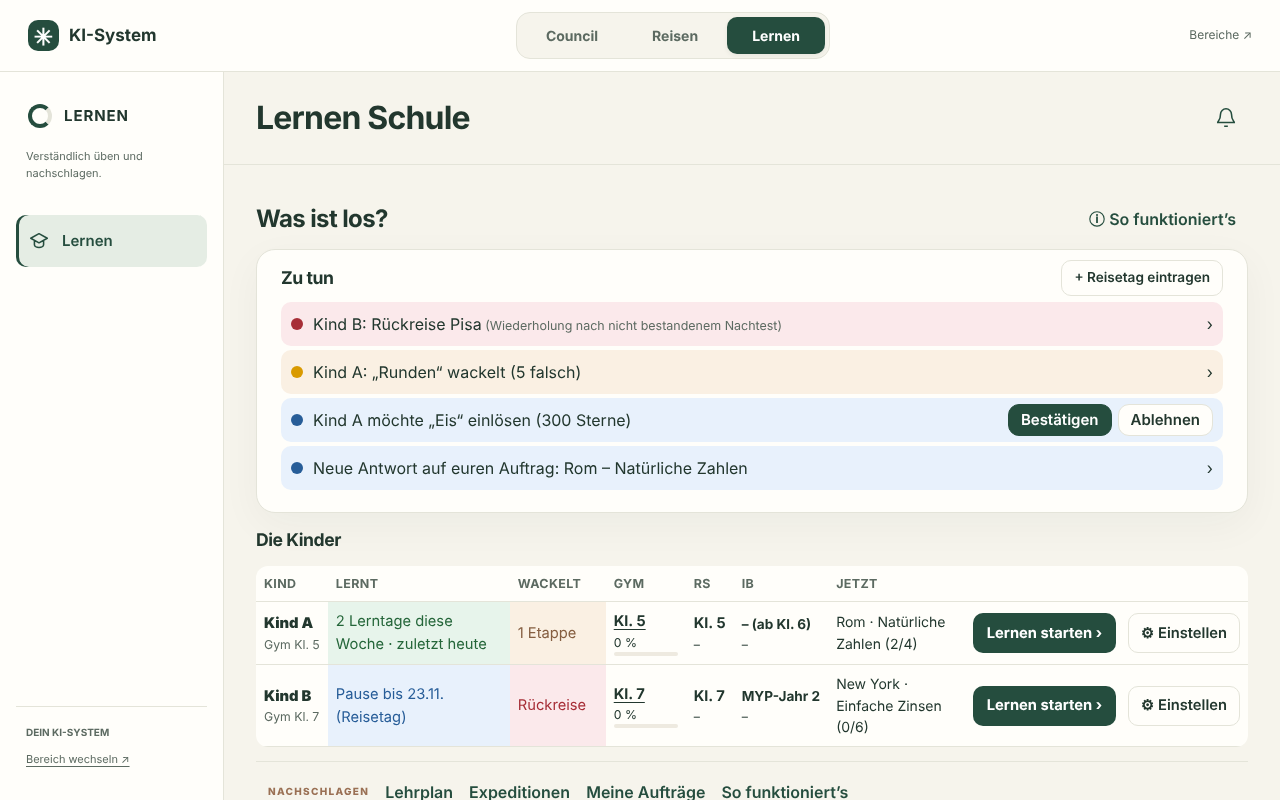 KI-System
Council Reisen Lernen
Bereiche ↗
LERNEN
Verständlich üben und
nachschlagen.
Lernen
DEIN KI-SYSTEM
Bereich wechseln ↗
Lernen Schule
Was ist los?
ⓘ So funktioniert’s
Zu tun
+ Reisetag eintragen
Kind B: Rückreise Pisa (Wiederholung nach nicht bestandenem Nachtest) ›
Kind A: „Runden“ wackelt (5 falsch) ›
Kind A möchte „Eis“ einlösen (300 Sterne) Bestätigen Ablehnen
Neue Antwort auf euren Auftrag: Rom – Natürliche Zahlen ›
Die Kinder
KIND LERNT WACKELT GYM RS IB JETZT
Kind A
Gym Kl. 5
2 Lerntage diese
Woche · zuletzt heute
1 Etappe
Kl. 5
0 %
Kl. 5
–
– (ab Kl. 6)
–
Rom · Natürliche
Zahlen (2/4)
Lernen starten ›
⚙ Einstellen
Kind B
Gym Kl. 7
Pause bis 23.11.
(Reisetag)
Rückreise
Kl. 7
0 %
Kl. 7
–
MYP-Jahr 2
–
New York ·
Einfache Zinsen
(0/6)
Lernen starten ›
⚙ Einstellen
NACHSCHLAGEN Lehrplan Expeditionen Meine Aufträge So funktioniert’s